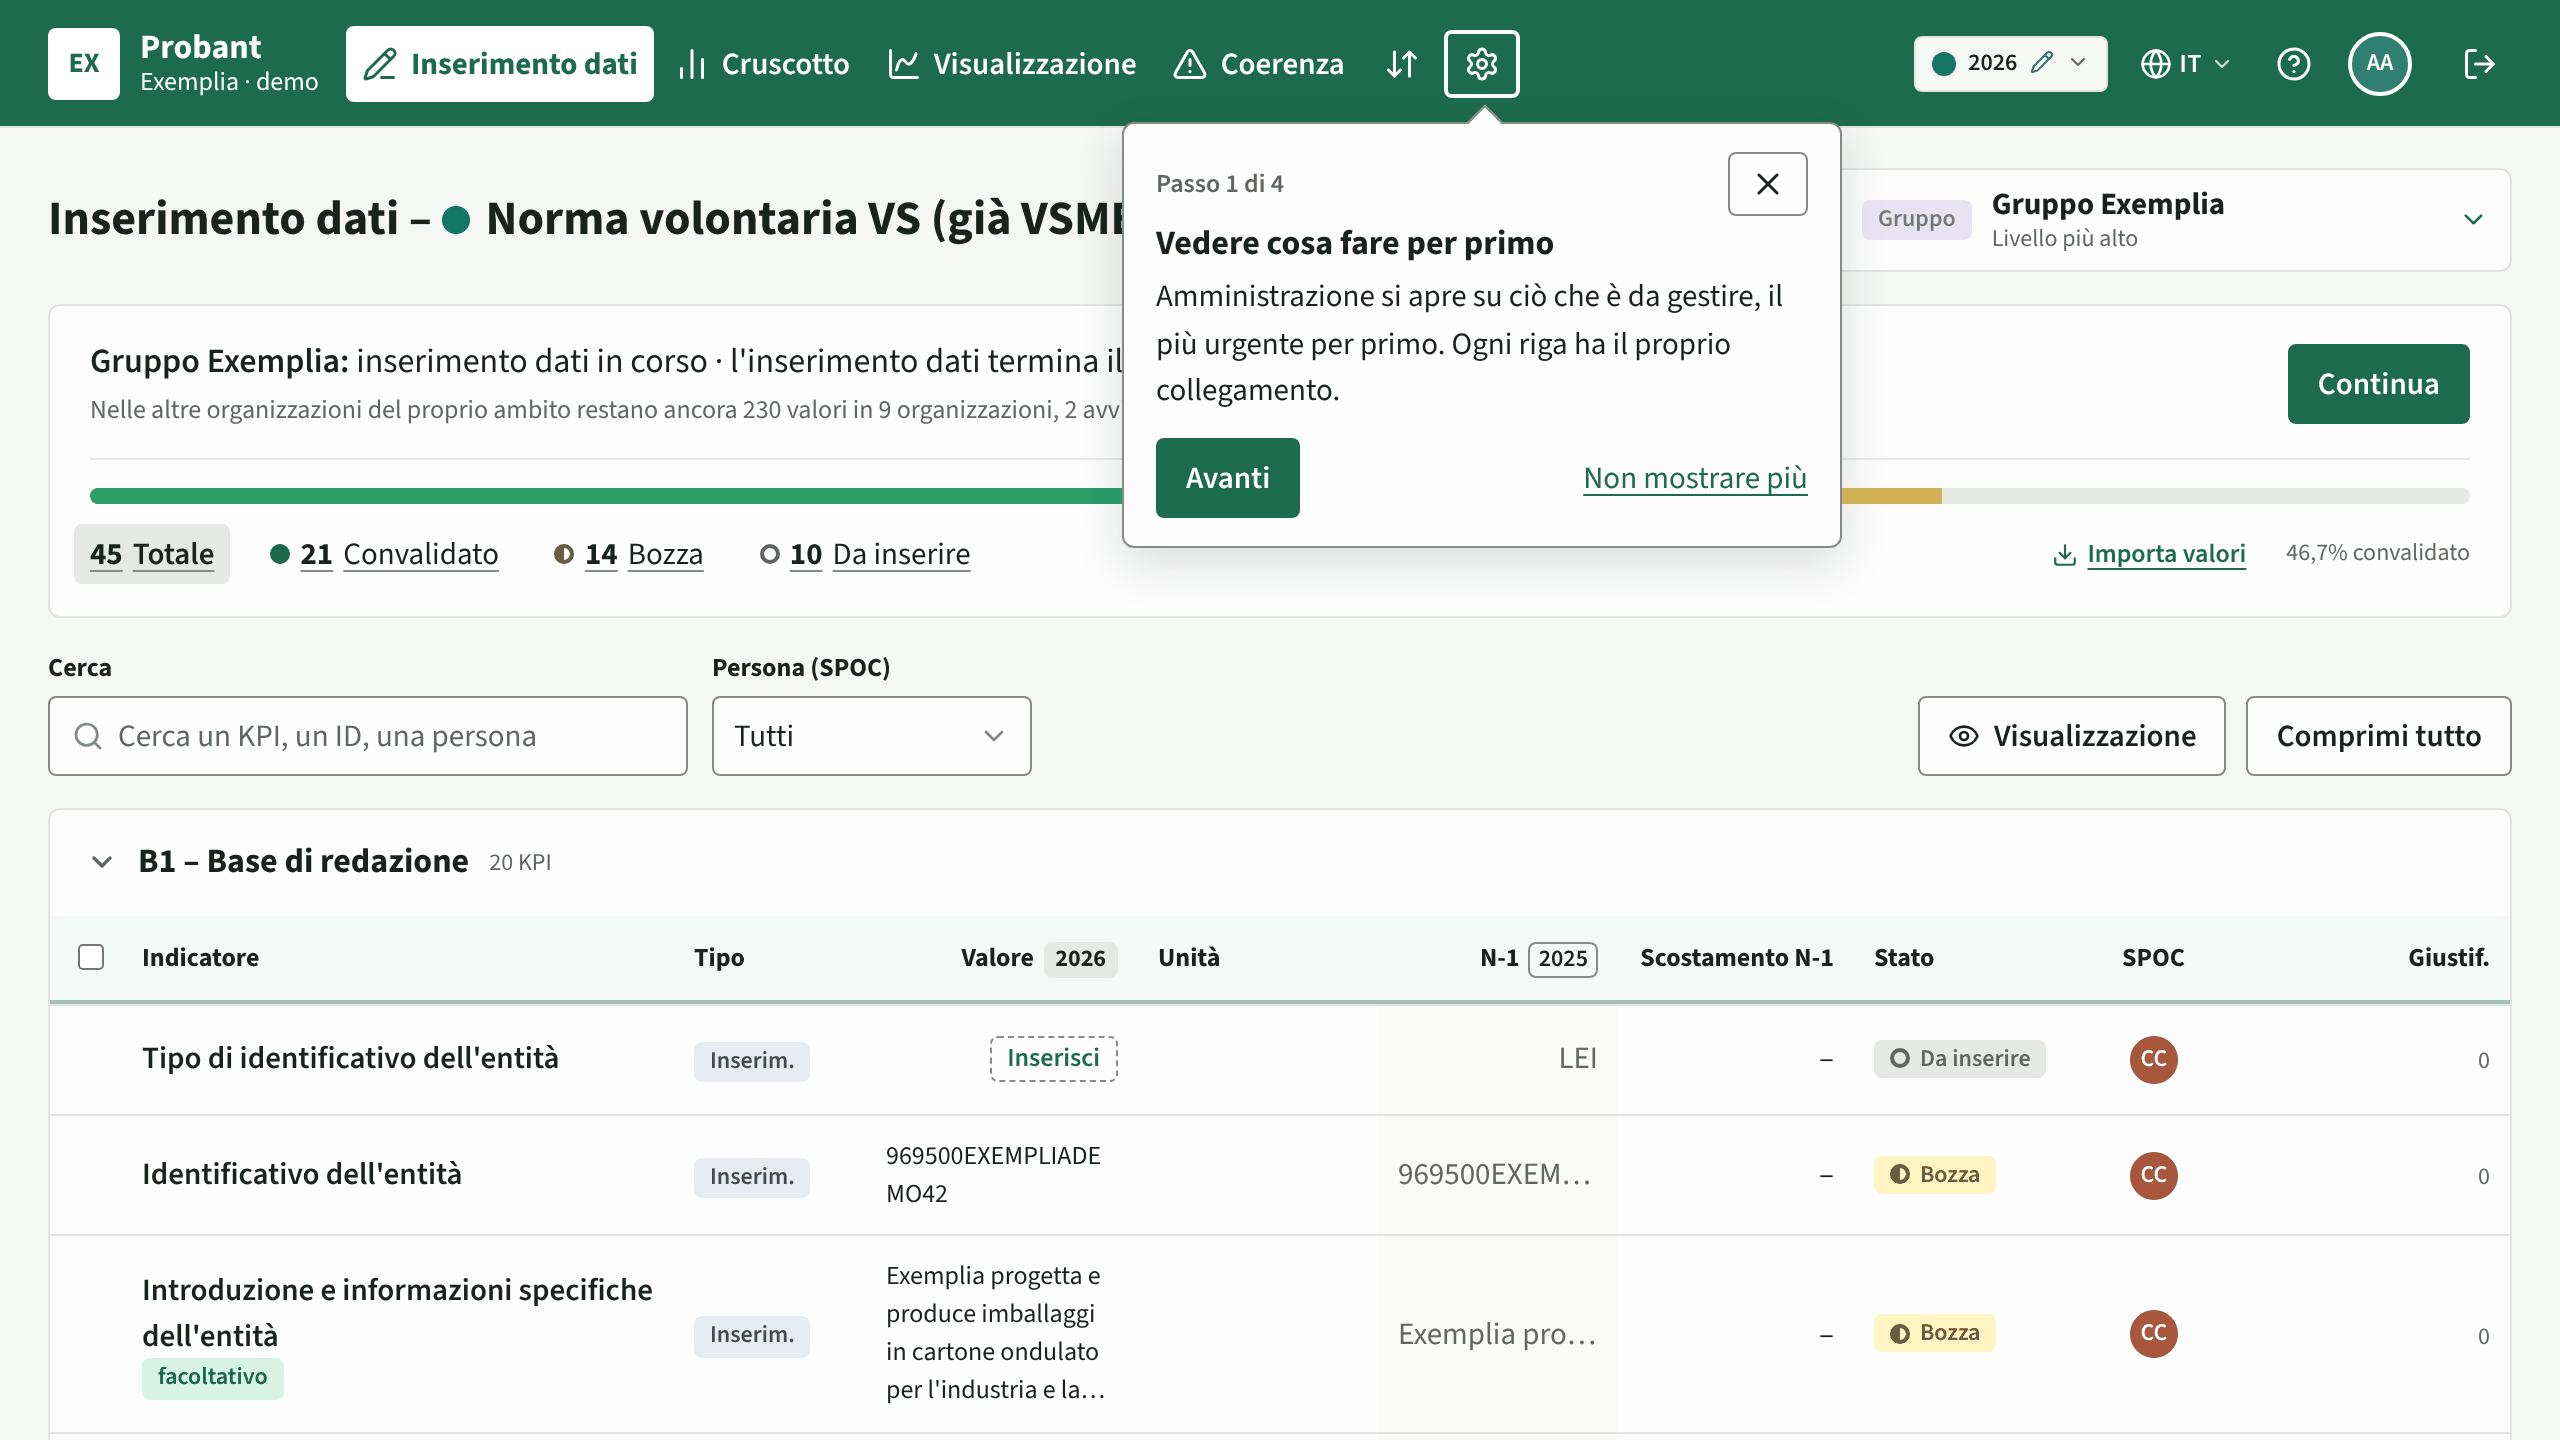 EX
Probant
Exemplia · demo
Inserimento dati
Cruscotto
Visualizzazione
Coerenza
2026
IT
AA
Inserimento dati – Norma volontaria VS (già VSME
Gruppo
Gruppo Exemplia
Livello più alto
Passo 1 di 4
Vedere cosa fare per primo
Amministrazione si apre su ciò che è da gestire, il
più urgente per primo. Ogni riga ha il proprio
collegamento.
Avanti
Non mostrare più
Gruppo Exemplia: inserimento dati in corso · l'inserimento dati termina il
Nelle altre organizzazioni del proprio ambito restano ancora 230 valori in 9 organizzazioni, 2 avv
Continua
45 Totale
21 Convalidato
14 Bozza
10 Da inserire
Importa valori
46,7% convalidato
Cerca
Persona (SPOC)
Cerca un KPI, un ID, una persona
Tutti
Visualizzazione
Comprimi tutto
B1 – Base di redazione 20 KPI
Indicatore Tipo Valore 2026 Unità N-1 2025 Scostamento N-1 Stato SPOC Giustif.
Tipo di identificativo dell'entità Inserim. Inserisci LEI – Da inserire CC 0
Identificativo dell'entità Inserim. 969500EXEMPLIADE
MO42
969500EXEM… – Bozza CC 0
Introduzione e informazioni specifiche
dell'entità
facoltativo
Inserim.
Exemplia progetta e
produce imballaggi
in cartone ondulato
per l'industria e la…
Exemplia pro… – Bozza CC 0